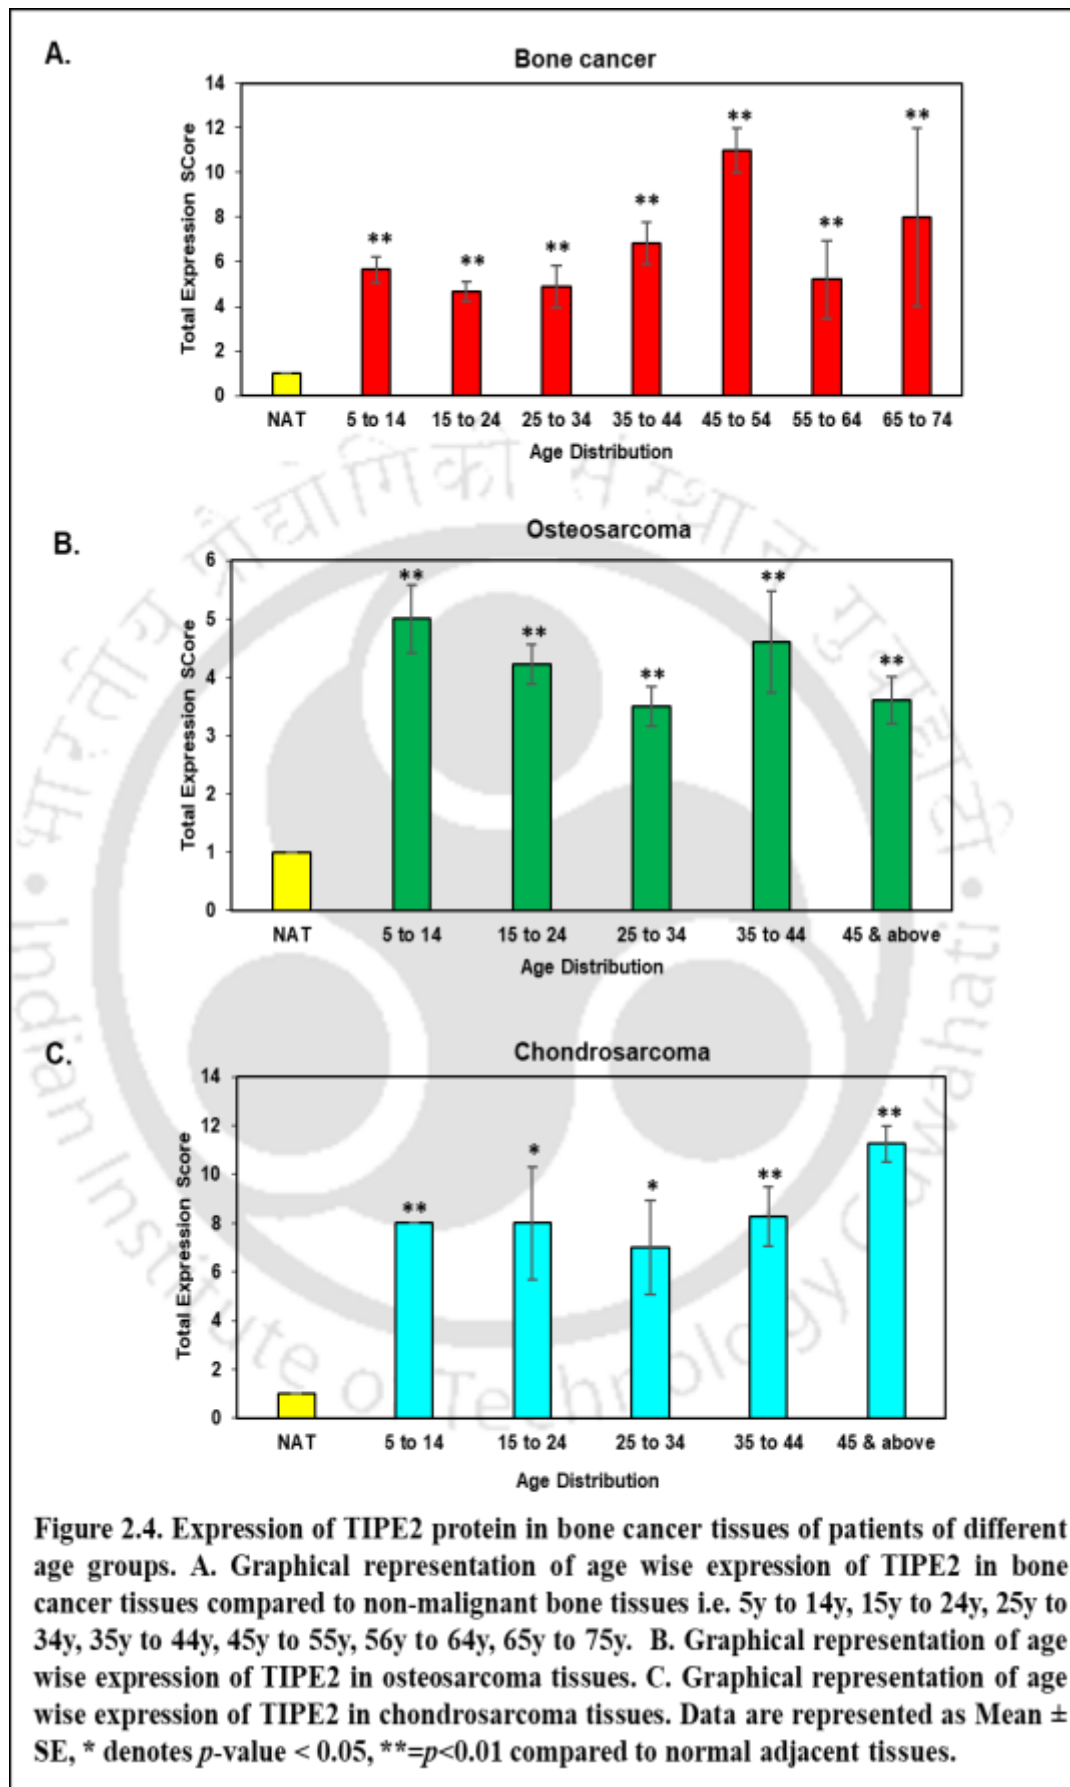 A.
Bone cancer
Total Expression SCore
14
12
10
8
6
4
2
0
** ** ** ** ** ** **
NAT 5 to 14 15 to 24 25 to 34 35 to 44 45 to 54 55 to 64 65 to 74
Age Distribution
B.
Osteosarcoma
Total Expression SCore
6
5
4
3
2
1
0
** ** ** ** **
NAT 5 to 14 15 to 24 25 to 34 35 to 44 45 & above
Age Distribution
C.
Chondrosarcoma
Total Expression Score
14
12
10
8
6
4
2
0
** * * ** **
NAT 5 to 14 15 to 24 25 to 34 35 to 44 45 & above
Age Distribution
भारतीय प्रौद्योगिकी संस्थान गुवाहाटी
Indian Institute of Technology Guwahati
Figure 2.4. Expression of TIPE2 protein in bone cancer tissues of patients of different
age groups. A. Graphical representation of age wise expression of TIPE2 in bone
cancer tissues compared to non-malignant bone tissues i.e. 5y to 14y, 15y to 24y, 25y to
34y, 35y to 44y, 45y to 55y, 56y to 64y, 65y to 75y. B. Graphical representation of age
wise expression of TIPE2 in osteosarcoma tissues. C. Graphical representation of age
wise expression of TIPE2 in chondrosarcoma tissues. Data are represented as Mean ±
SE, * denotes p-value < 0.05, **=p<0.01 compared to normal adjacent tissues.